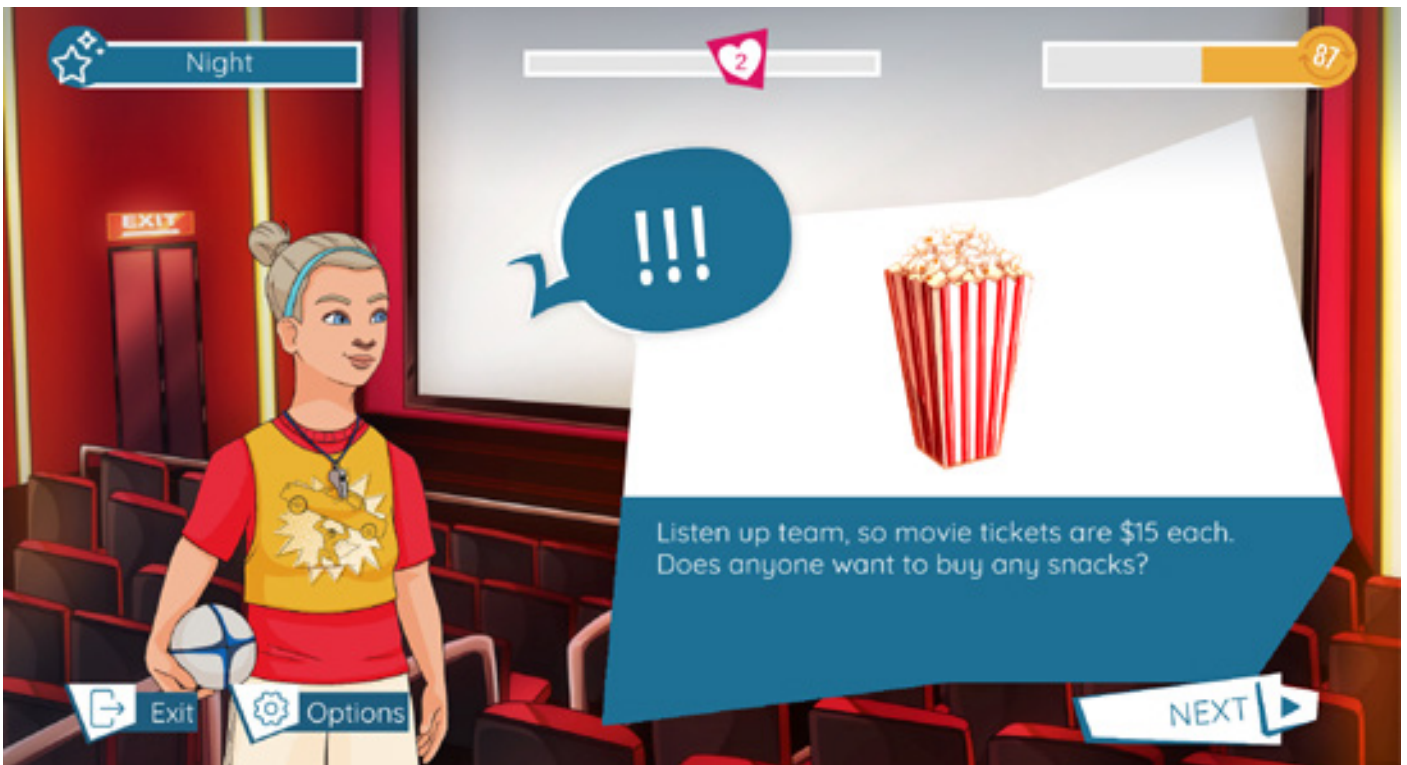 Night
2
87
EXIT
!!!
Listen up team, so movie tickets are $15 each.
Does anyone want to buy any snacks?
Exit
Options
NEXT